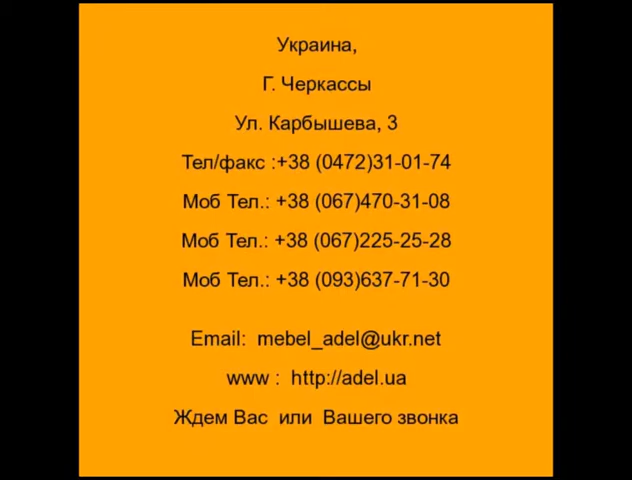 Украина,
Г. Черкассы
Ул. Карбышева, 3
Тел/факс :+38 (0472)31-01-74
Моб Тел.: +38 (067)470-31-08
Моб Тел.: +38 (067)225-25-28
Моб Тел.: +38 (093)637-71-30
Email:  mebel_adel@ukr.net
www :  http://adel.ua
Ждем Вас  или  Вашего звонка